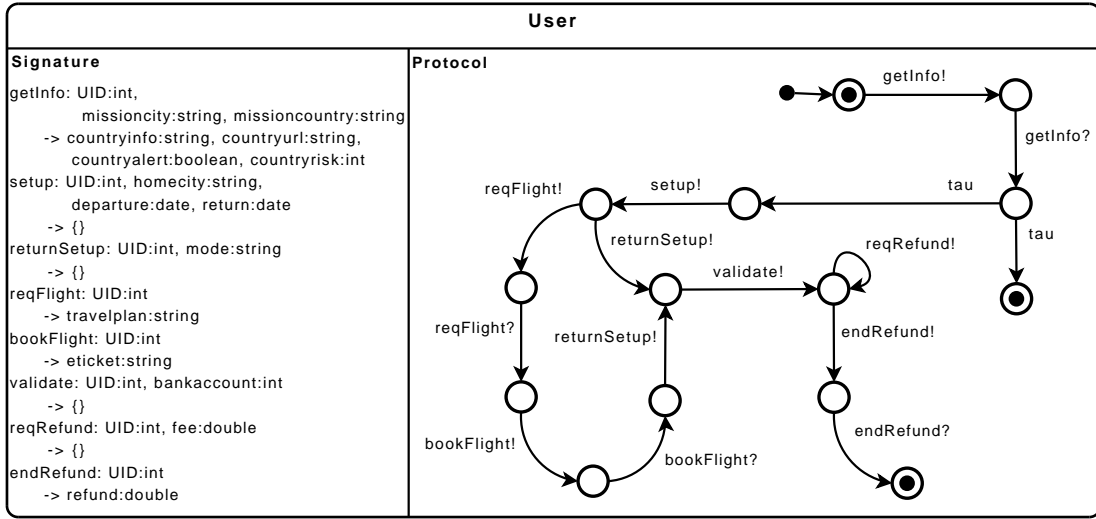 User
Signature
getInfo: UID:int,
missioncity:string, missioncountry:string
-> countryinfo:string, countryurl:string,
countryalert:boolean, countryrisk:int
setup: UID:int, homecity:string,
departure:date, return:date
-> {}
returnSetup: UID:int, mode:string
-> {}
reqFlight: UID:int
-> travelplan:string
bookFlight: UID:int
-> eticket:string
validate: UID:int, bankaccount:int
-> {}
reqRefund: UID:int, fee:double
-> {}
endRefund: UID:int
-> refund:double
Protocol
getInfo!
getInfo?
tau
tau
setup!
reqFlight!
returnSetup!
reqRefund!
validate!
reqFlight?
returnSetup!
endRefund!
bookFlight!
bookFlight?
endRefund?